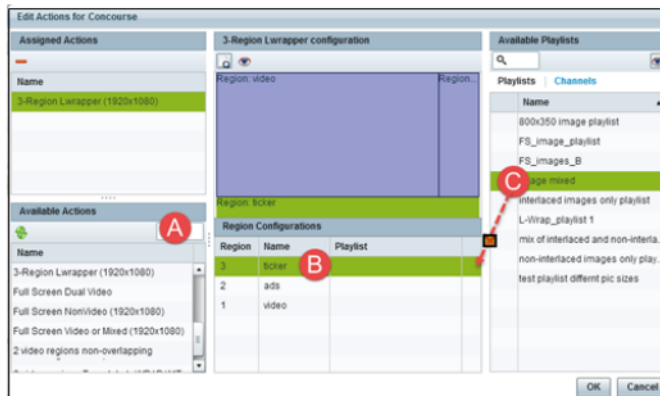 Edit Actions for Concourse
Assigned Actions
Name
3-Region Lwrapper (1920x1080)
Available Actions
A
Name
3-Region Lwrapper (1920x1080)
Full Screen Dual Video
Full Screen NonVideo (1920x1080)
Full Screen Video or Mixed (1920x1080)
2 video regions non-overlapping
3-Region Lwrapper configuration
Region: video
Region...
Region: ticker
Region Configurations
Region Name Playlist
3 ticker B
2 ads
1 video
Available Playlists
Playlists | Channels
Name
800x350 image playlist
FS_image_playlist
FS_images_B
C
mixed
interlaced images only playlist
L-Wrap_playlist 1
mix of interlaced and non-interla...
non-interlaced images only play...
test playlist differnt pic sizes
OK Cancel